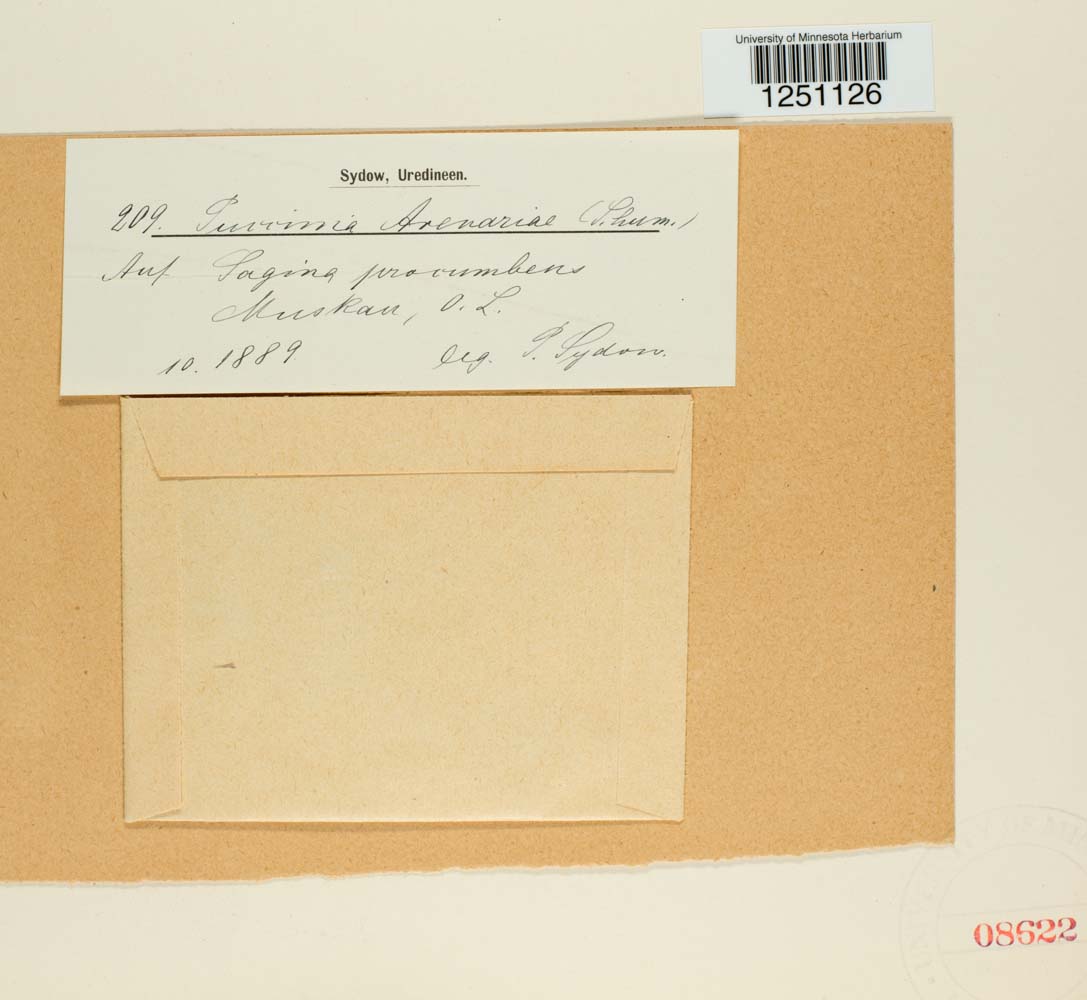 University of Minnesota Herbarium
1251126
Sydow, Uredineen.
209. Puccinia Arenariae (Schum.)
Auf Sagina procumbens
Muskau, O. L.
10. 1889. leg. P. Sydow.
08622